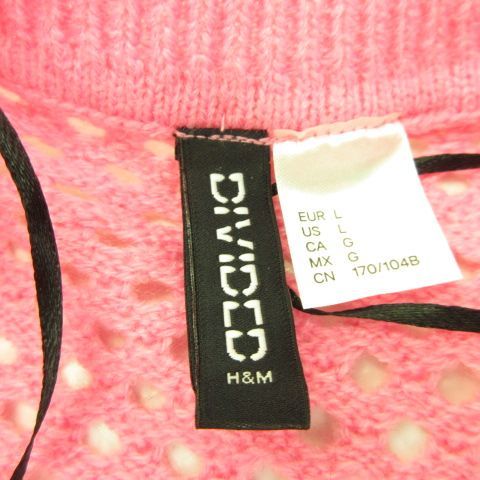 DIVIDED
H&M
EUR L
US L
CA G
MX G
CN 170/104B